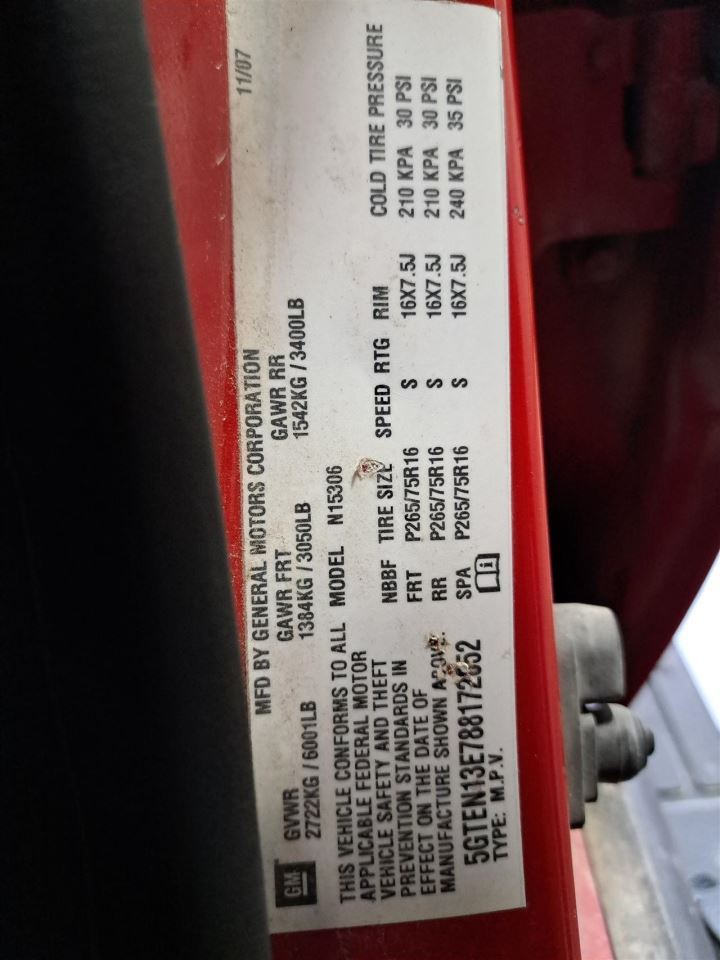 11/07
MFD BY GENERAL MOTORS CORPORATION
GM GVWR GAWR FRT GAWR RR
2722KG / 6001LB 1384KG / 3050LB 1542KG / 3400LB
THIS VEHICLE CONFORMS TO ALL MODEL N15306
APPLICABLE FEDERAL MOTOR
VEHICLE SAFETY AND THEFT
PREVENTION STANDARDS IN
EFFECT ON THE DATE OF
MANUFACTURE SHOWN ABOVE.
NBBF TIRE SIZE SPEED RTG RIM COLD TIRE PRESSURE
FRT P265/75R16 S 16X7.5J 210 KPA 30 PSI
RR P265/75R16 S 16X7.5J 210 KPA 30 PSI
SPA P265/75R16 S 16X7.5J 240 KPA 35 PSI
TYPE: M.P.V.